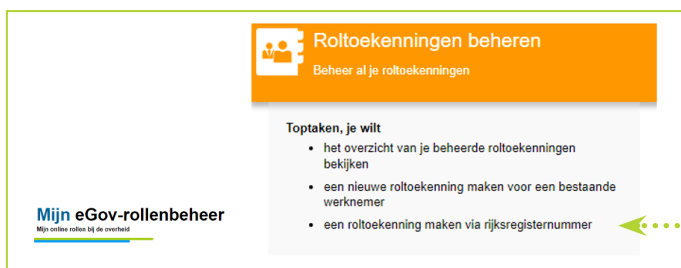 Roltoekenningen beheren
Beheer al je roltoekenningen
Toptaken, je wilt
• het overzicht van je beheerde roltoekenningen
bekijken
• een nieuwe roltoekenning maken voor een bestaande
werknemer
• een roltoekenning maken via rijksregisternummer
Mijn eGov-rollenbeheer
Mijn online rollen bij de overheid